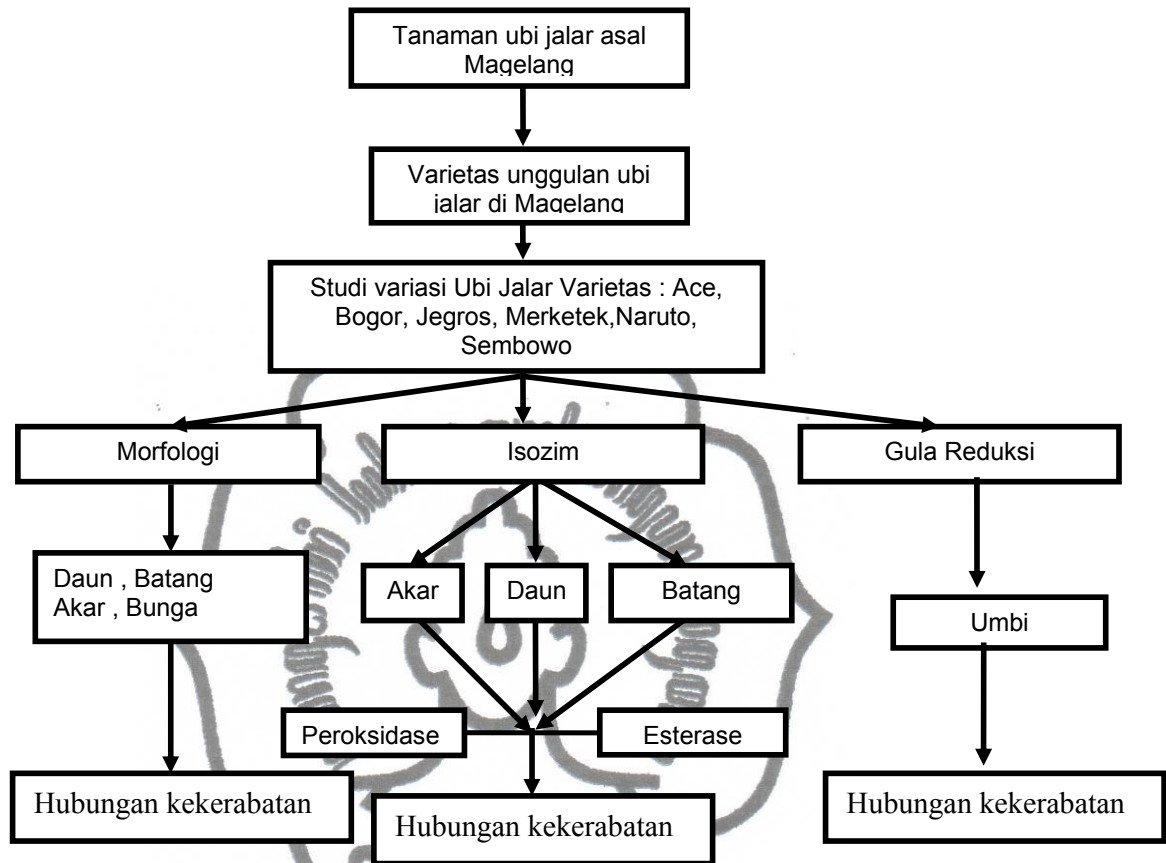 Tanaman ubi jalar asal
Magelang
Varietas unggulan ubi
jalar di Magelang
Studi variasi Ubi Jalar Varietas : Ace,
Bogor, Jegros, Merketek,Naruto,
Sembowo
Morfologi
Isozim
Gula Reduksi
Daun , Batang
Akar , Bunga
Akar
Daun
Batang
Umbi
Peroksidase
Esterase
Hubungan kekerabatan
Hubungan kekerabatan
Hubungan kekerabatan